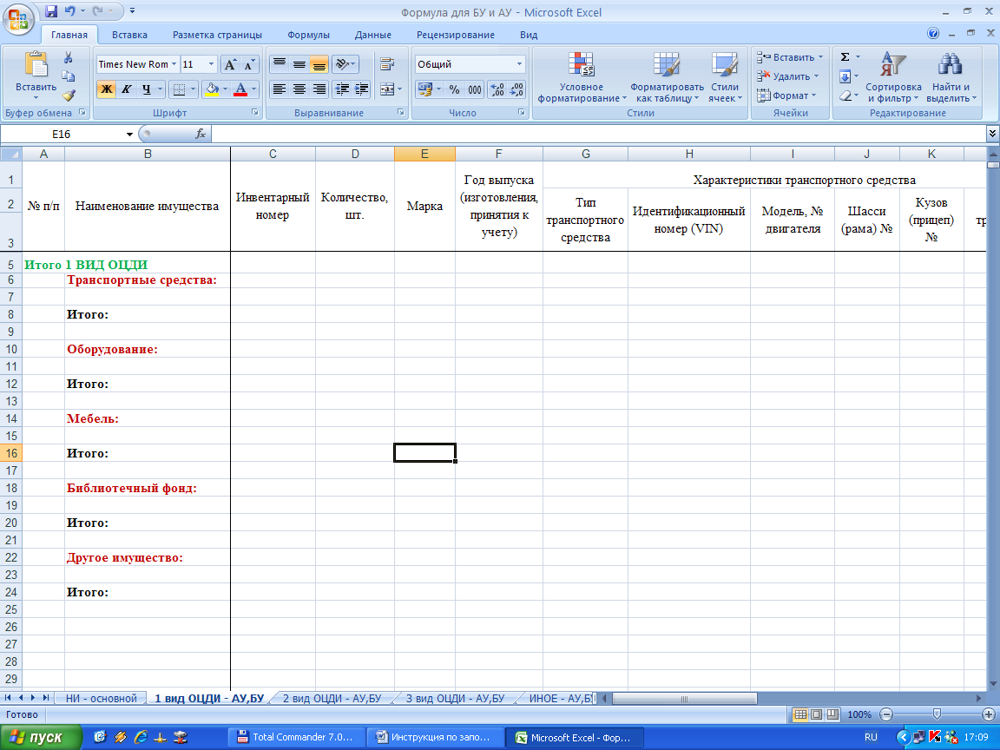 Формула для БУ и АУ - Microsoft Excel
Главная Вставка Разметка страницы Формулы Данные Рецензирование Вид
Вставить
Буфер обмена
Times New Rom 11
Ж К Ч
Шрифт
Выравнивание
Общий
% 000
Число
Условное форматирование
Форматировать как таблицу
Стили ячеек
Стили
Вставить
Удалить
Формат
Ячейки
Σ
Сортировка и фильтр
Найти и выделить
Редактирование
E16 fx
A B C D E F G H I J K
1 2 3
№ п/п
Наименование имущества
Инвентарный
номер
Количество,
шт.
Марка
Год выпуска
(изготовления,
принятия к
учету)
Характеристики транспортного средства
Тип
транспортного
средства
Идентификационный
номер (VIN)
Модель, №
двигателя
Шасси
(рама) №
Кузов
(прицеп)
№
тр
5 Итого 1 ВИД ОЦДИ
6 Транспортные средства:
7
8 Итого:
9
10 Оборудование:
11
12 Итого:
13
14 Мебель:
15
16 Итого:
17
18 Библиотечный фонд:
19
20 Итого:
21
22 Другое имущество:
23
24 Итого:
25
26
27
28
29
НИ - основной 1 вид ОЦДИ - АУ,БУ 2 вид ОЦДИ - АУ,БУ 3 вид ОЦДИ - АУ,БУ ИНОЕ - АУ,БУ
Готово 100%
пуск Total Commander 7.0... Инструкция по запо... Microsoft Excel - Фор... RU 17:09